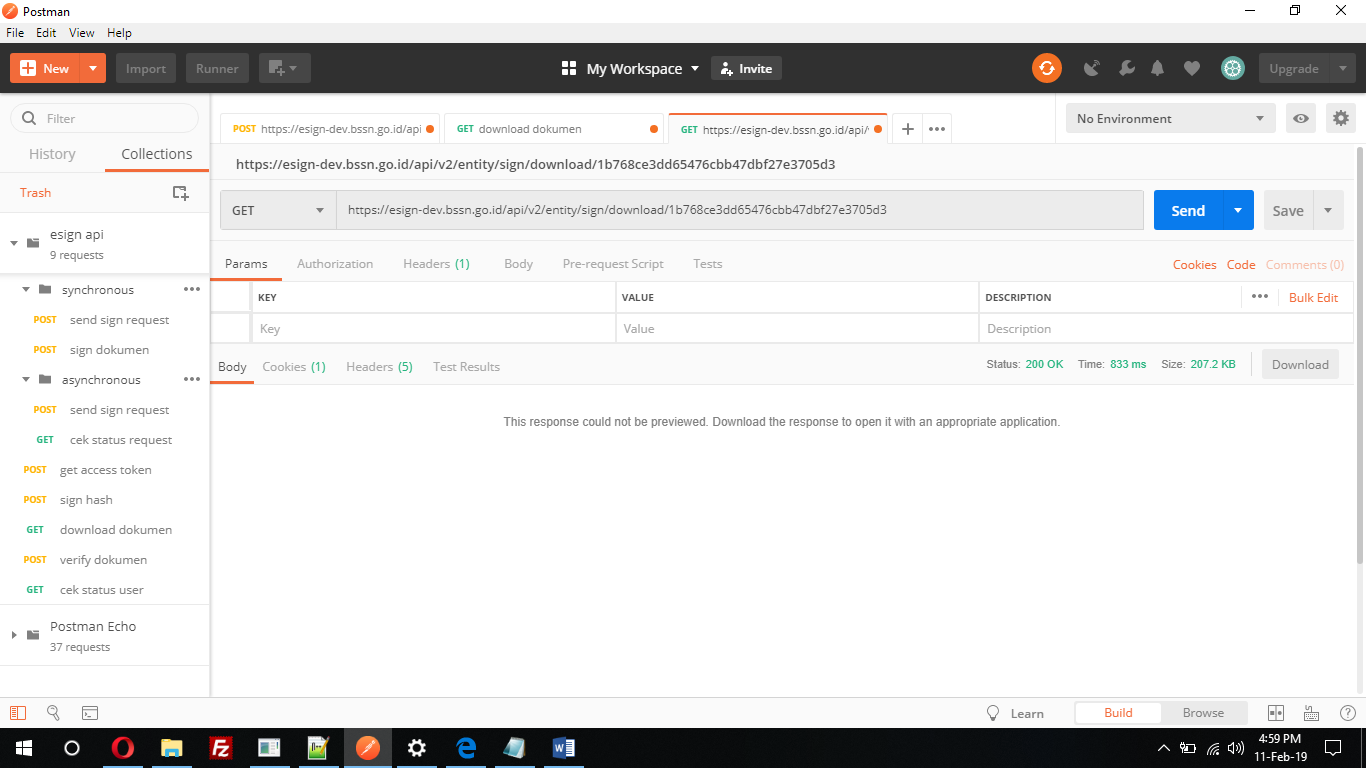 Postman
File Edit View Help
New Import Runner My Workspace Invite Upgrade
Filter
History Collections
Trash
esign api
9 requests
synchronous
POST send sign request
POST sign dokumen
asynchronous
POST send sign request
GET cek status request
POST get access token
POST sign hash
GET download dokumen
POST verify dokumen
GET cek status user
Postman Echo
37 requests
POST https://esign-dev.bssn.go.id/api GET download dokumen GET https://esign-dev.bssn.go.id/api/ No Environment
https://esign-dev.bssn.go.id/api/v2/entity/sign/download/1b768ce3dd65476cbb47dbf27e3705d3
GET https://esign-dev.bssn.go.id/api/v2/entity/sign/download/1b768ce3dd65476cbb47dbf27e3705d3 Send Save
Params Authorization Headers (1) Body Pre-request Script Tests Cookies Code Comments (0)
KEY VALUE DESCRIPTION Bulk Edit
Key Value Description
Body Cookies (1) Headers (5) Test Results Status: 200 OK Time: 833 ms Size: 207.2 KB Download
This response could not be previewed. Download the response to open it with an appropriate application.
Learn Build Browse
4:59 PM
11-Feb-19